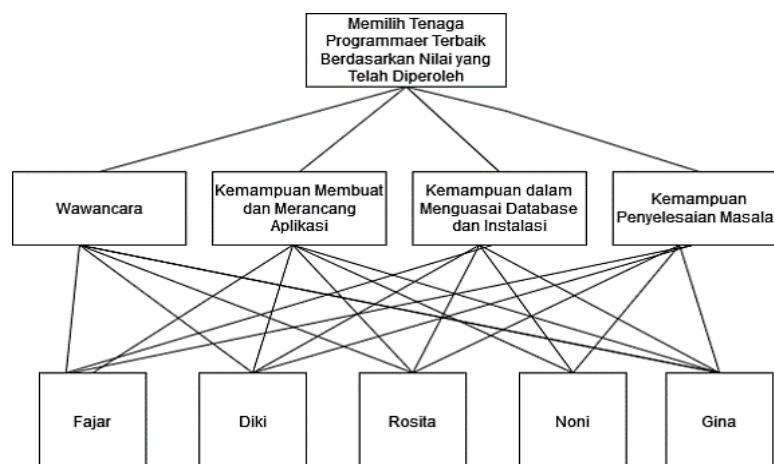 Memilih Tenaga
Programmaer Terbaik
Berdasarkan Nilai yang
Telah Diperoleh
Wawancara
Kemampuan Membuat
dan Merancang
Aplikasi
Kemampuan dalam
Menguasai Database
dan Instalasi
Kemampuan
Penyelesaian Masala
Fajar
Diki
Rosita
Noni
Gina